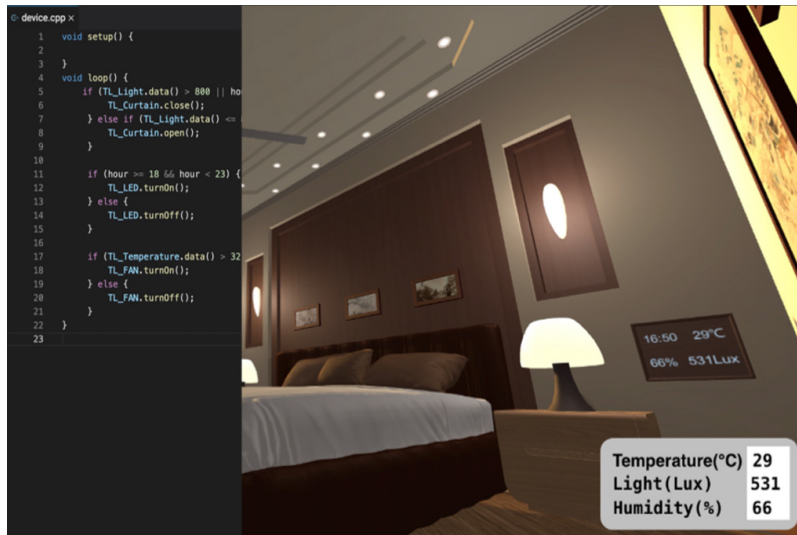 device.cpp ×
1 void setup() {
2
3 }
4 void loop() {
5 if (TL_Light.data() > 800 || ho
6 TL_Curtain.close();
7 } else if (TL_Light.data() <=
8 TL_Curtain.open();
9 }
10
11 if (hour >= 18 && hour < 23) {
12 TL_LED.turnOn();
13 } else {
14 TL_LED.turnOff();
15 }
16
17 if (TL_Temperature.data() > 32
18 TL_FAN.turnOn();
19 } else {
20 TL_FAN.turnOff();
21 }
22 }
23
16:50 29°C
66% 531Lux
Temperature(°C) 29
Light(Lux) 531
Humidity(%) 66